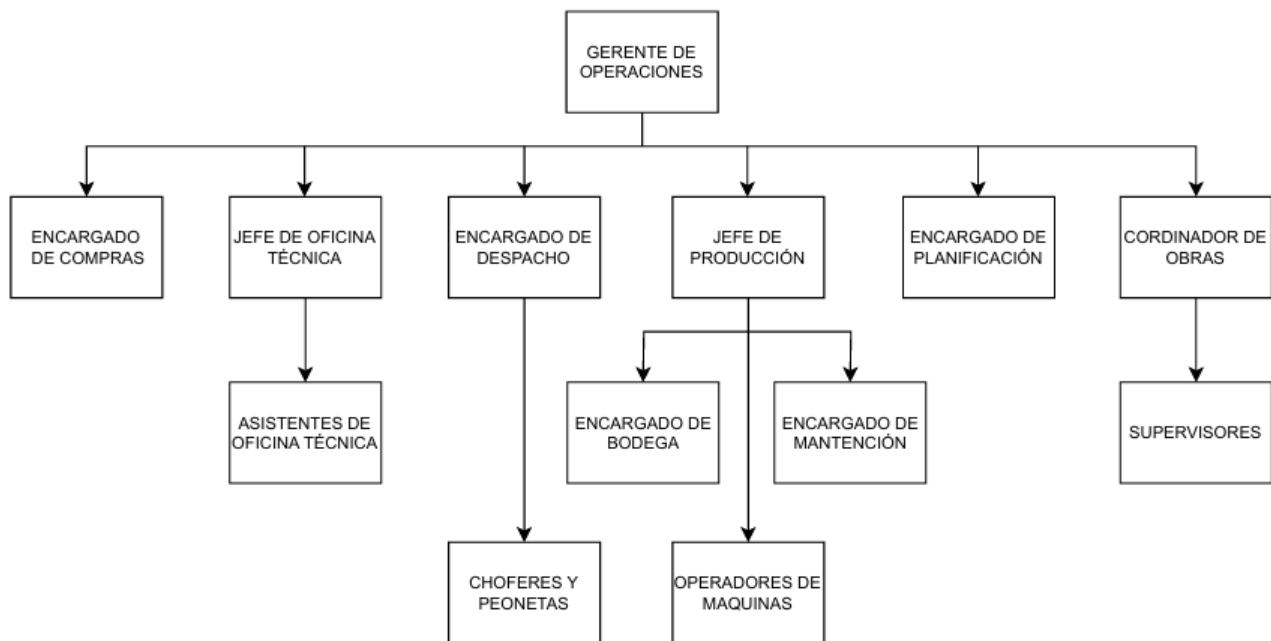 GERENTE DE
OPERACIONES
ENCARGADO
DE COMPRAS
JEFE DE OFICINA
TÉCNICA
ENCARGADO DE
DESPACHO
JEFE DE
PRODUCCIÓN
ENCARGADO DE
PLANIFICACIÓN
CORDINADOR DE
OBRAS
ASISTENTES DE
OFICINA TÉCNICA
ENCARGADO DE
BODEGA
ENCARGADO DE
MANTENCIÓN
SUPERVISORES
CHOFERES Y
PEONETAS
OPERADORES DE
MAQUINAS